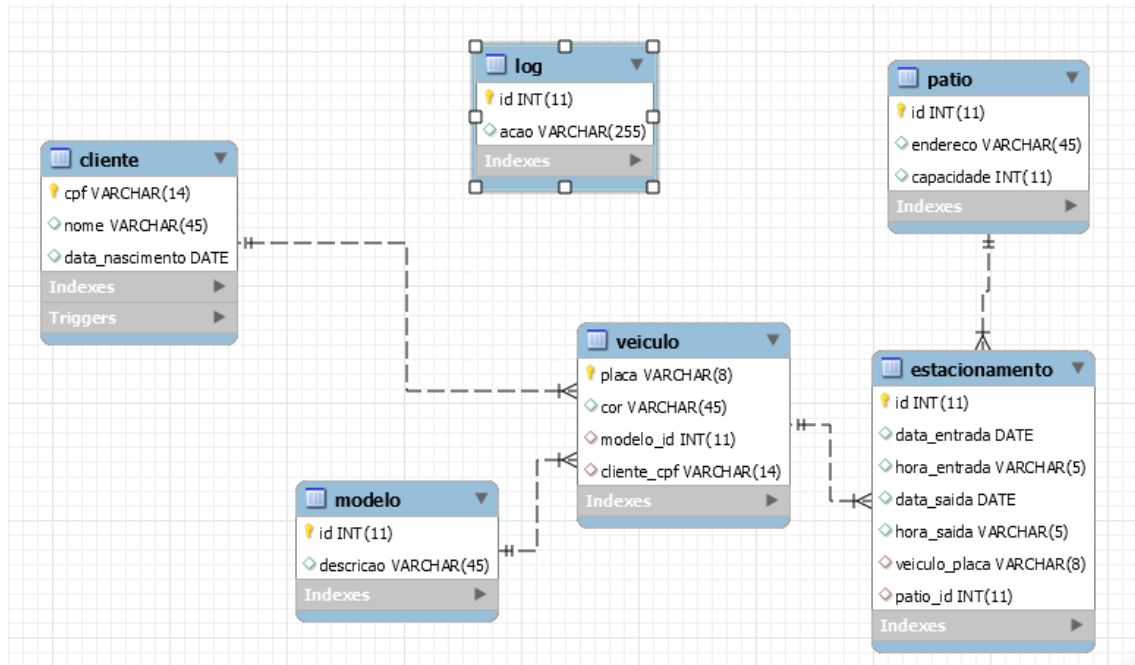 log
id INT(11)
acao VARCHAR(255)
Indexes
patio
id INT(11)
endereco VARCHAR(45)
capacidade INT(11)
Indexes
cliente
cpf VARCHAR(14)
nome VARCHAR(45)
data_nascimento DATE
Indexes
Triggers
veiculo
placa VARCHAR(8)
cor VARCHAR(45)
modelo_id INT(11)
cliente_cpf VARCHAR(14)
Indexes
estacionamento
id INT(11)
data_entrada DATE
hora_entrada VARCHAR(5)
data_saida DATE
hora_saida VARCHAR(5)
veiculo_placa VARCHAR(8)
patio_id INT(11)
Indexes
modelo
id INT(11)
descricao VARCHAR(45)
Indexes